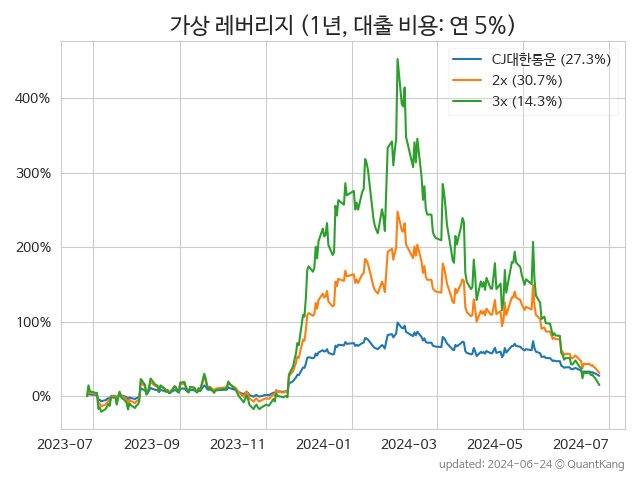 가상 레버리지 (1년, 대출 비용: 연 5%)
CJ대한통운 (27.3%)
2x (30.7%)
3x (14.3%)
400%
300%
200%
100%
0%
2023-07
2023-09
2023-11
2024-01
2024-03
2024-05
2024-07
updated: 2024-06-24 © QuantKang